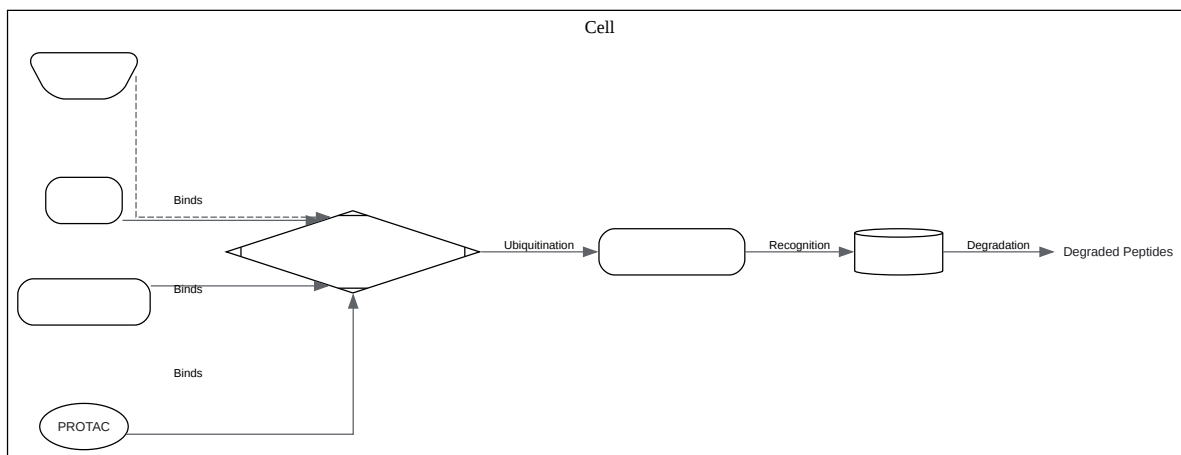 Cell
Binds
Ubiquitination
Recognition
Degradation
Degraded Peptides
Binds
Binds
PROTAC